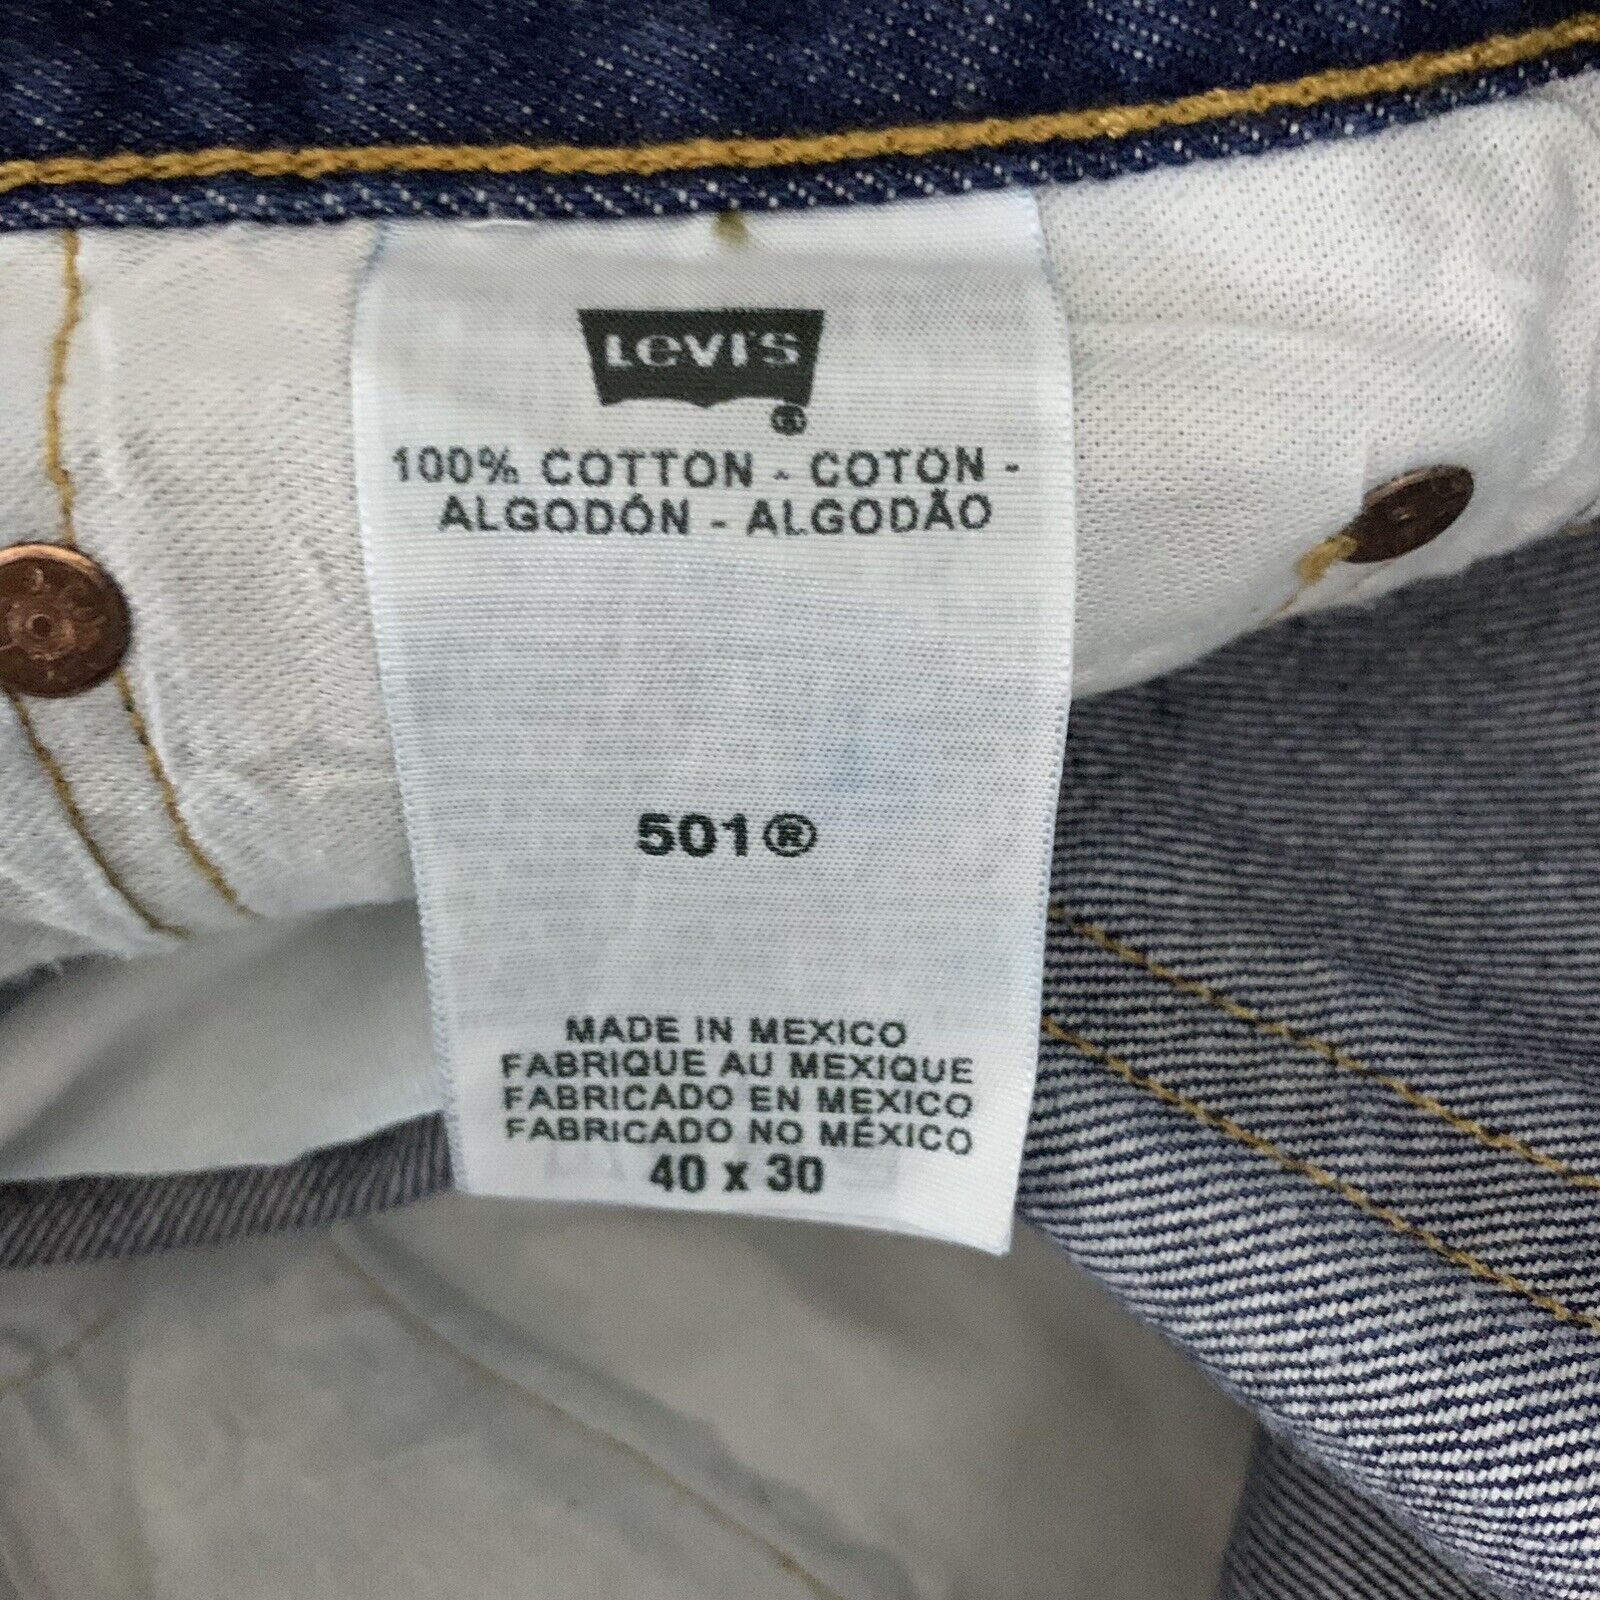 Levi's
®
100% COTTON - COTON -
ALGODÓN - ALGODÃO
501®
MADE IN MEXICO
FABRIQUE AU MEXIQUE
FABRICADO EN MEXICO
FABRICADO NO MÉXICO
40 x 30